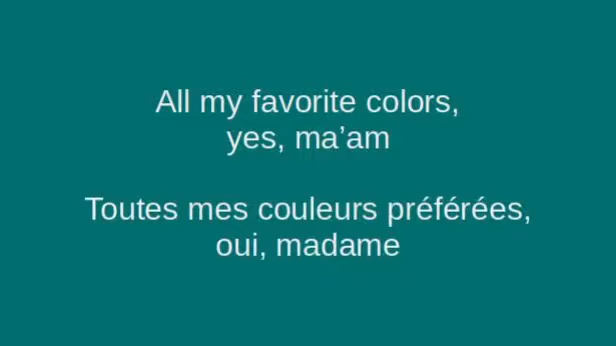 All my favorite colors,
yes, ma’am
Toutes mes couleurs préférées,
oui, madame